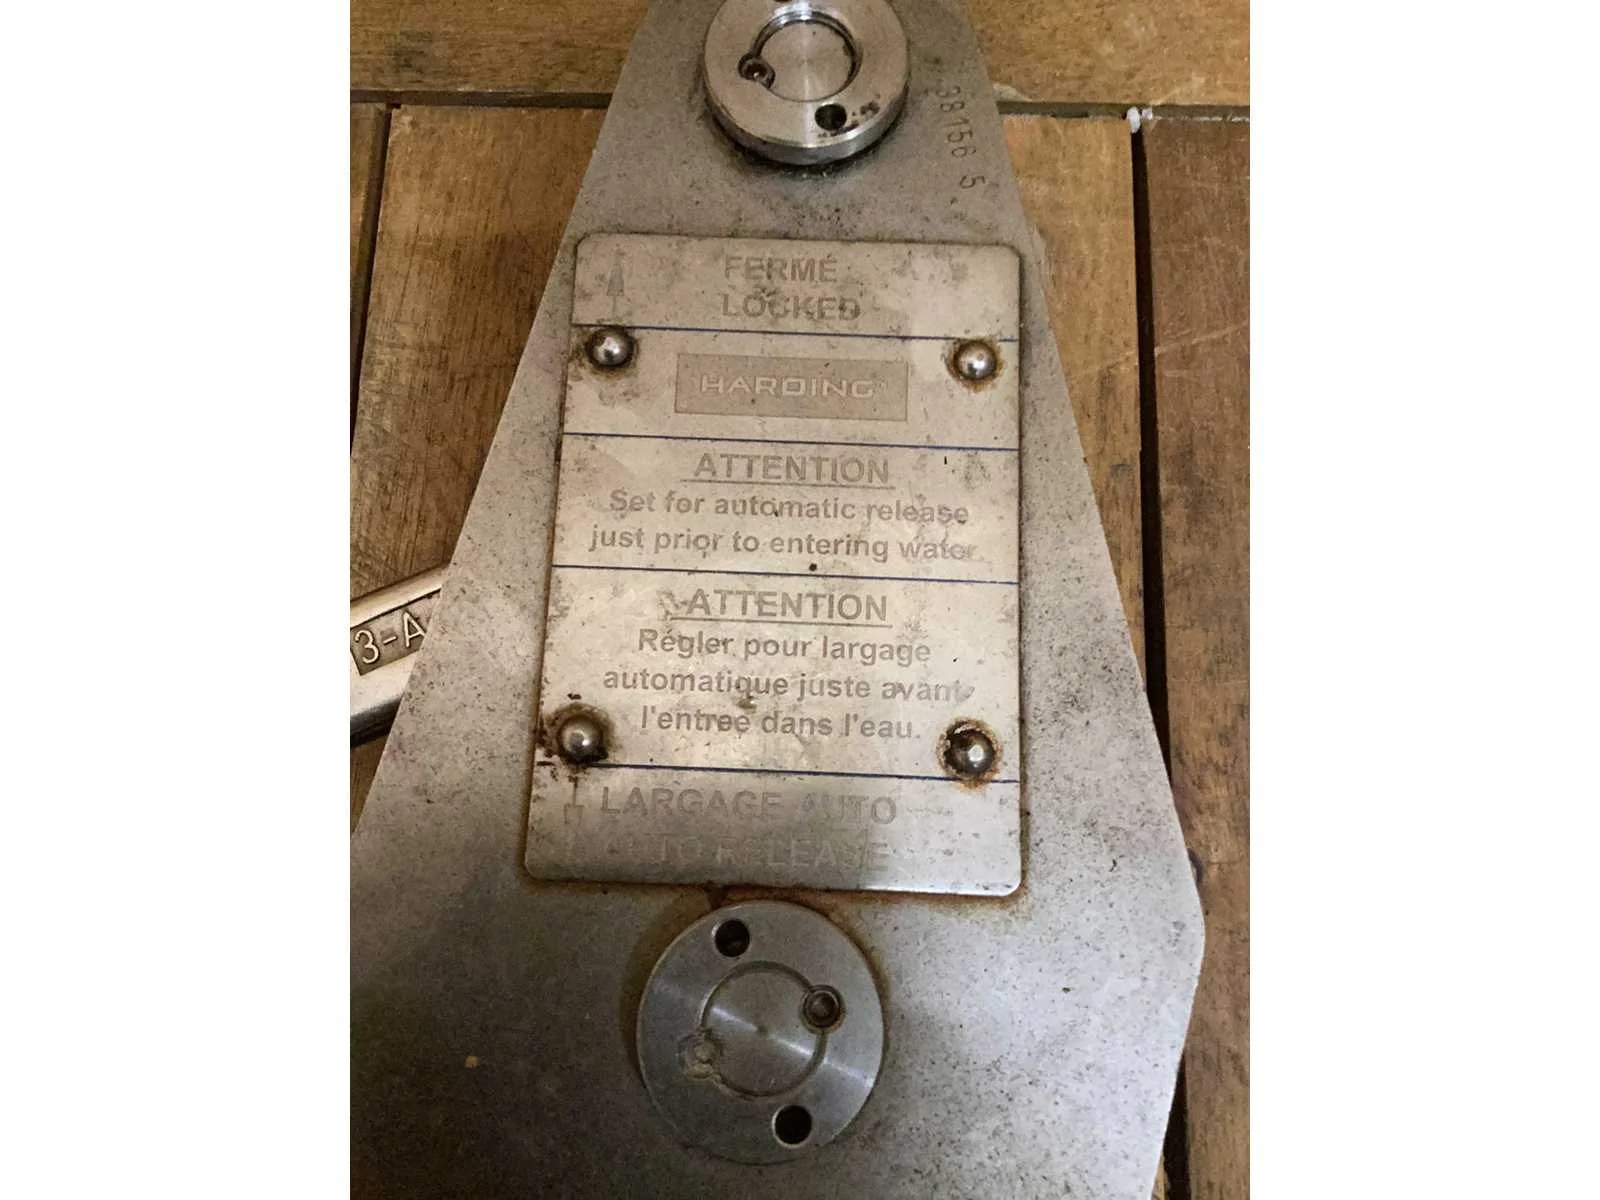 38156 5
FERMÉ
LOCKED
HARDING
ATTENTION
Set for automatic release
just prior to entering water.
ATTENTION
Régler pour largage
automatique juste avant
l'entree dans l'eau.
3-A
LARGAGE AUTO
AUTO RELEASE